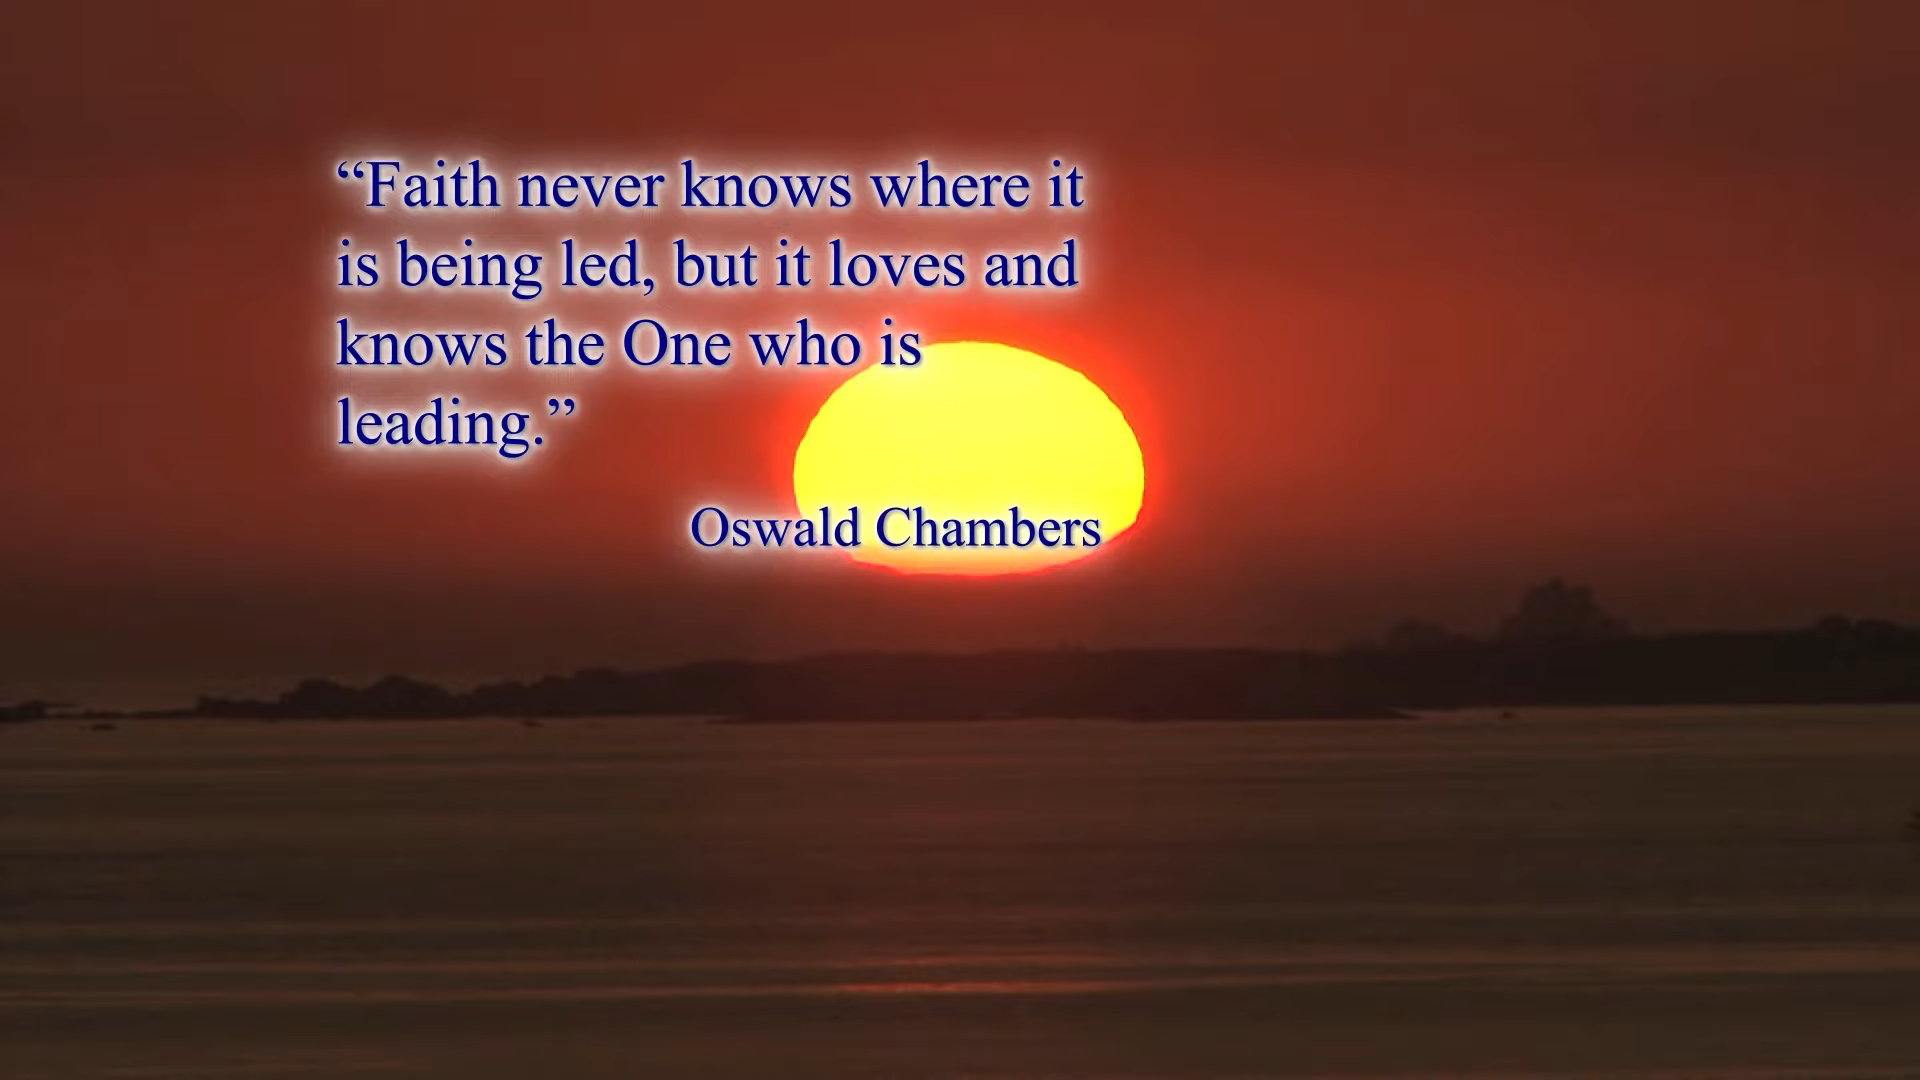 “Faith never knows where it
is being led, but it loves and
knows the One who is
leading.”
Oswald Chambers